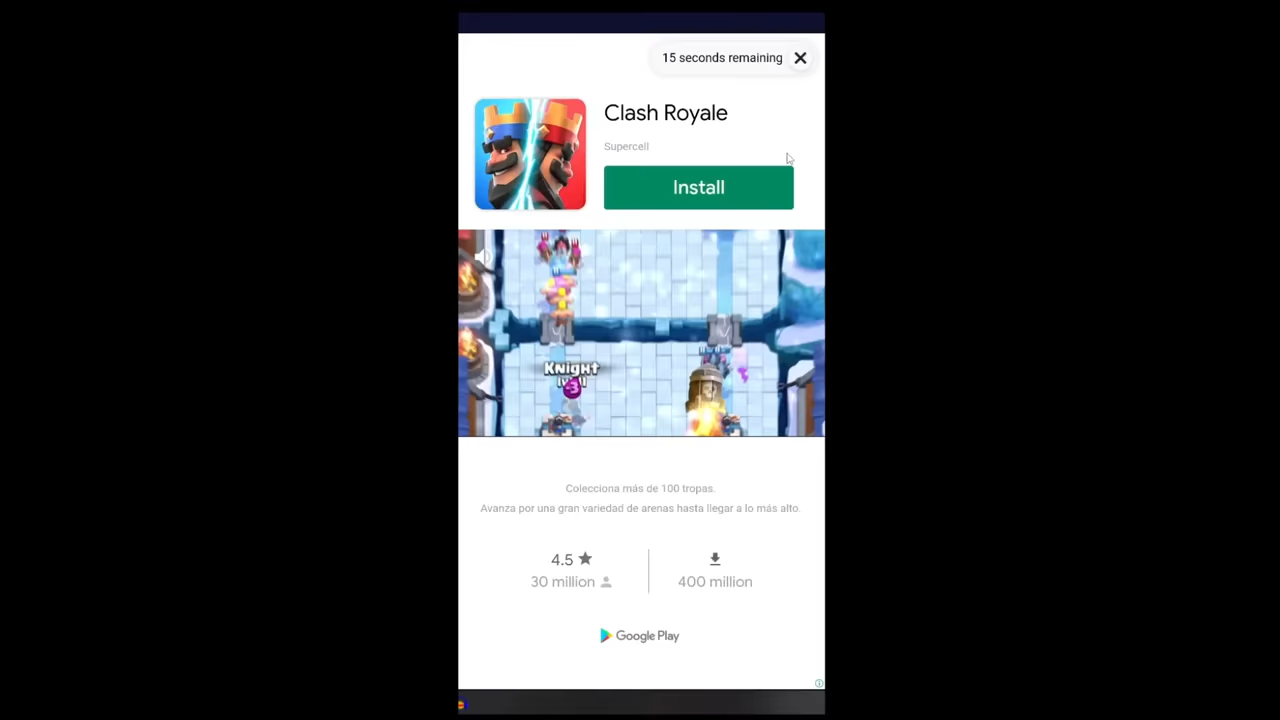 15 seconds remaining
Clash Royale
Supercell
Install
Knight
3
Colecciona más de 100 tropas.
Avanza por una gran variedad de arenas hasta llegar a lo más alto.
4.5
30 million
400 million
Google Play